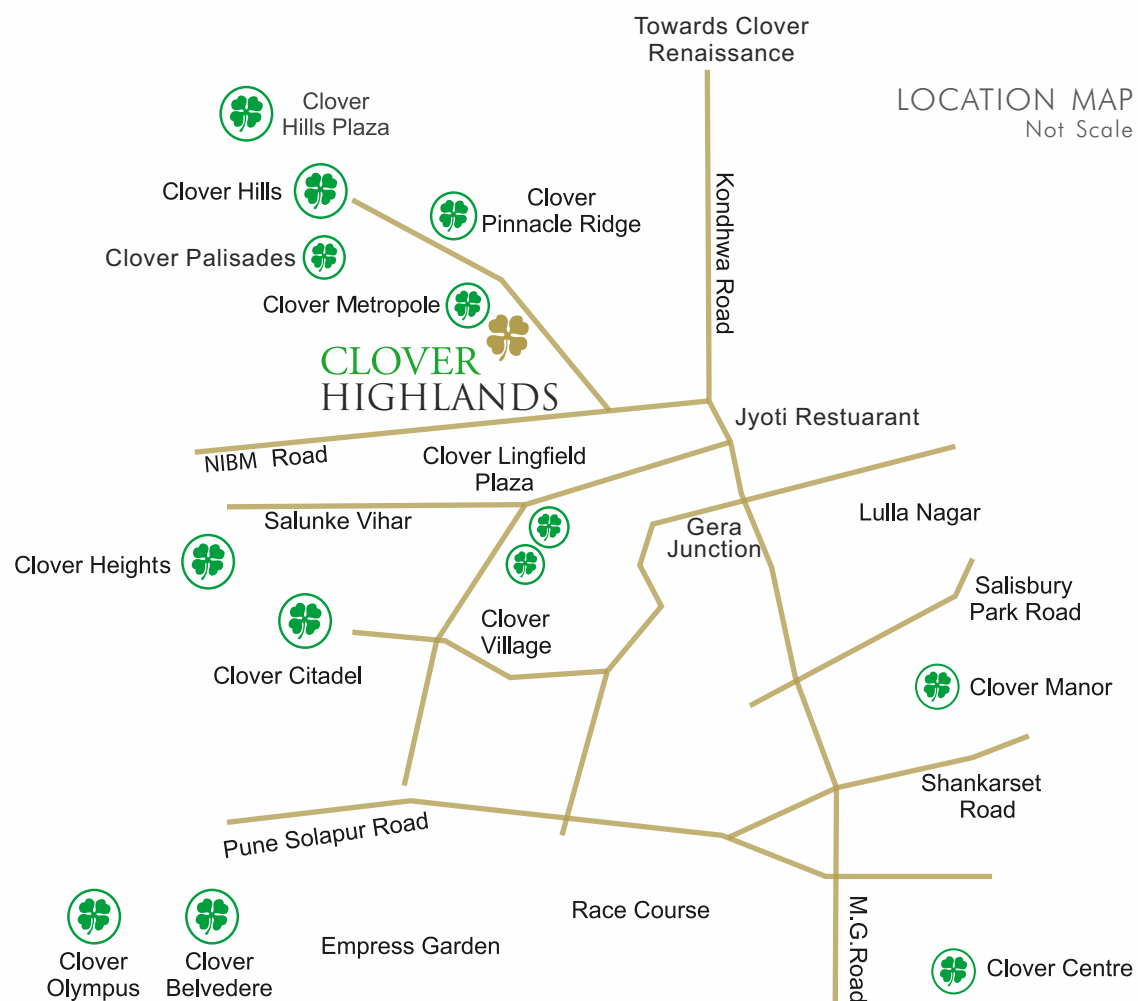 Towards Clover
Renaissance
LOCATION MAP
Not Scale
Clover
Hills Plaza
Clover Hills
Clover
Pinnacle Ridge
Kondhwa Road
Clover Palisades
Clover Metropole
CLOVER
HIGHLANDS
Jyoti Restuarant
NIBM Road
Clover Lingfield
Plaza
Salunke Vihar
Gera
Junction
Lulla Nagar
Clover Heights
Salisbury
Park Road
Clover
Village
Clover Citadel
Clover Manor
Shankarset
Road
Pune Solapur Road
Race Course
M.G.Road
Empress Garden
Clover
Olympus
Clover
Belvedere
Clover Centre